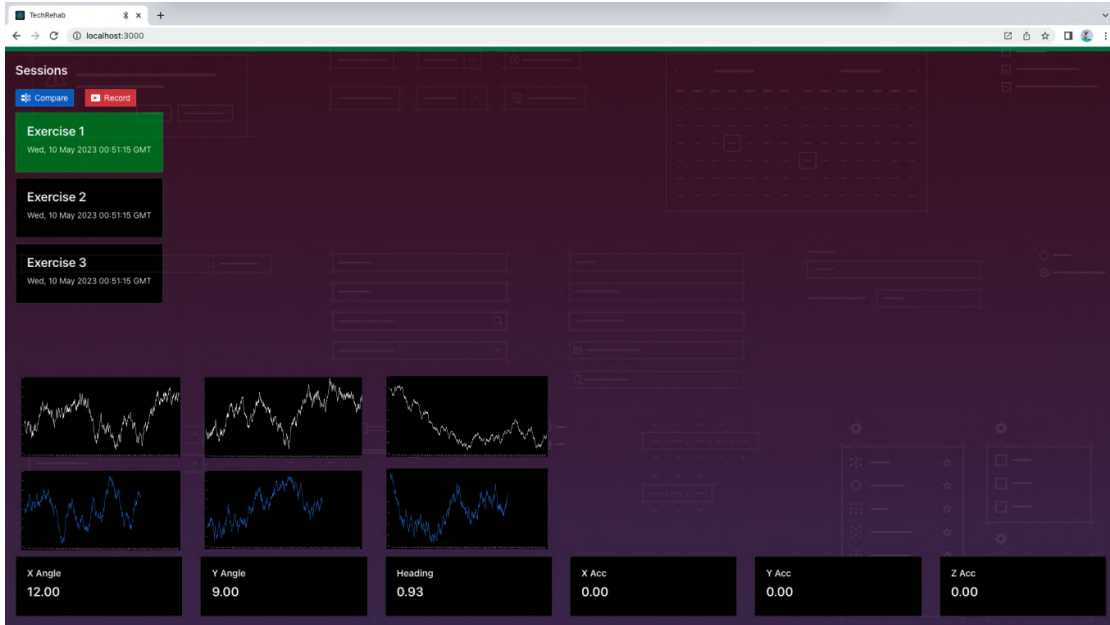 TechRehab
localhost:3000
Sessions
Compare
Record
Exercise 1
Wed, 10 May 2023 00:51:15 GMT
Exercise 2
Wed, 10 May 2023 00:51:15 GMT
Exercise 3
Wed, 10 May 2023 00:51:15 GMT
X Angle
12.00
Y Angle
9.00
Heading
0.93
X Acc
0.00
Y Acc
0.00
Z Acc
0.00